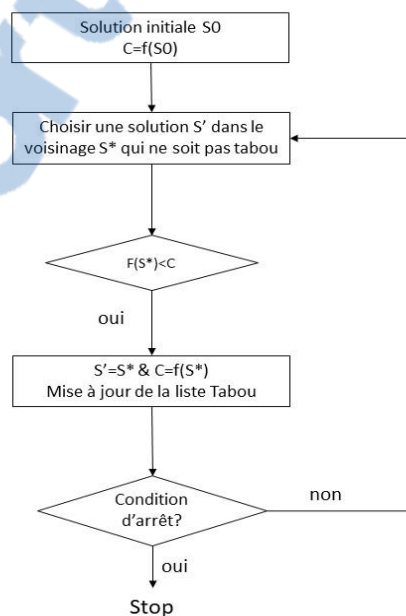 Solution initiale S0
C=f(S0)
Choisir une solution S’ dans le
voisinage S* qui ne soit pas tabou
F(S*)<C
oui
S’=S* & C=f(S*)
Mise à jour de la liste Tabou
Condition
d’arrêt?
non
oui
Stop